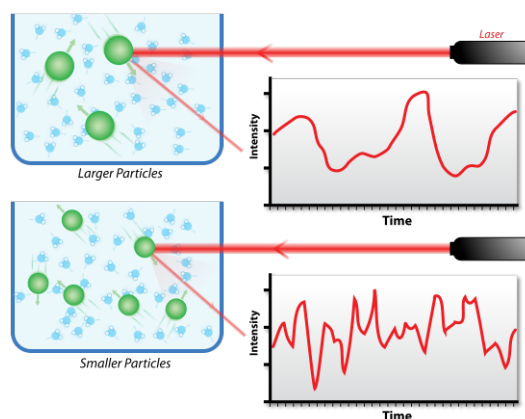 Laser
Intensity
Time
Larger Particles
Intensity
Time
Smaller Particles